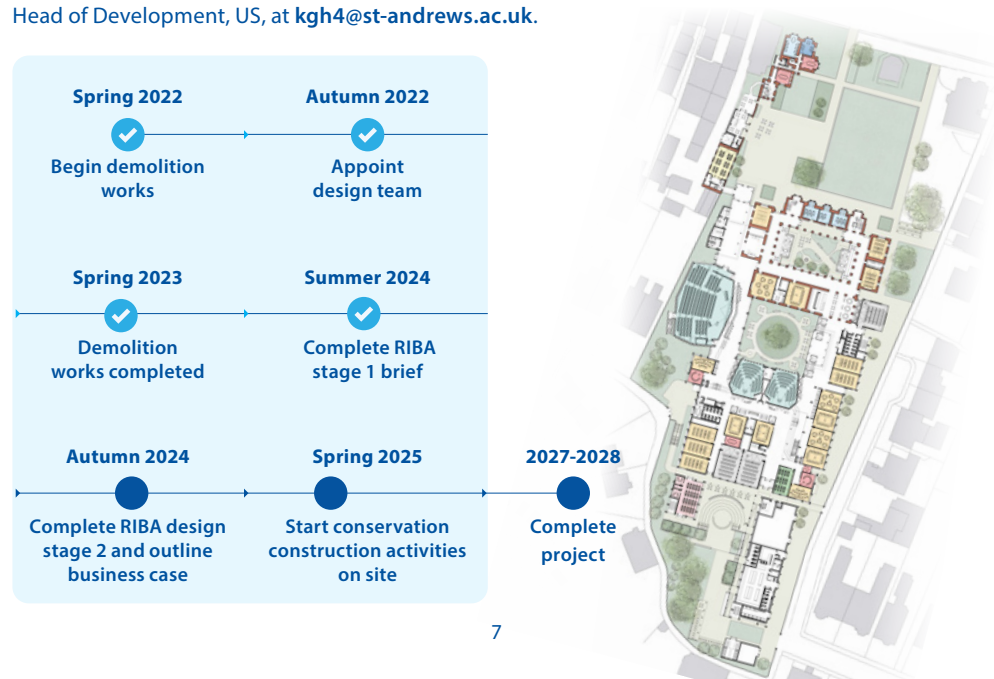 Head of Development, US, at kgh4@st-andrews.ac.uk.
Spring 2022
Begin demolition
works
Autumn 2022
Appoint
design team
Spring 2023
Demolition
works completed
Summer 2024
Complete RIBA
stage 1 brief
Autumn 2024
Complete RIBA design
stage 2 and outline
business case
Spring 2025
Start conservation
construction activities
on site
2027-2028
Complete
project
7